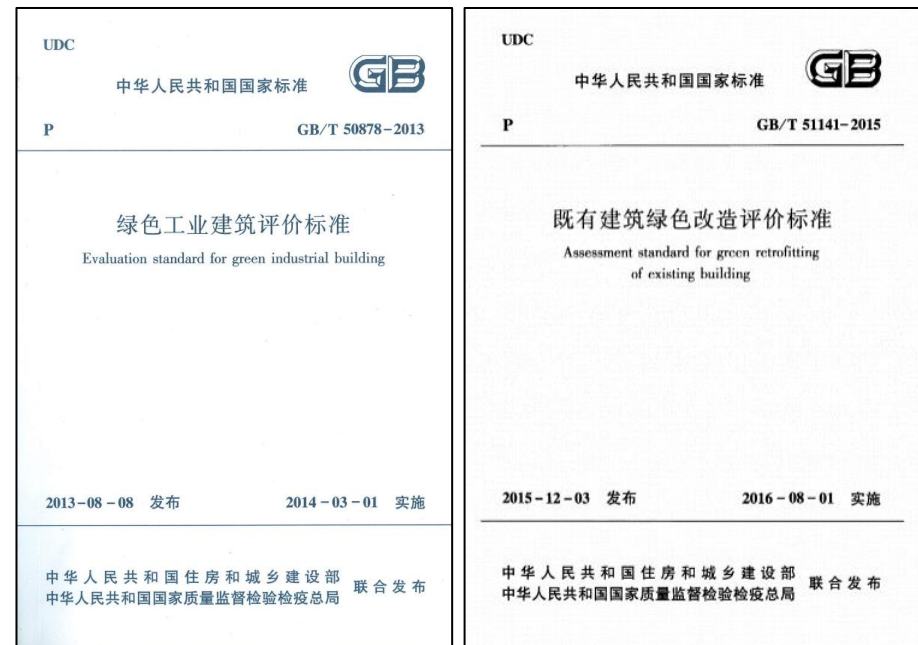 UDC
中华人民共和国国家标准
GB
P
GB/T 50878-2013
绿色工业建筑评价标准
Evaluation standard for green industrial building
2013-08-08 发布
2014-03-01 实施
中华人民共和国住房和城乡建设部
中华人民共和国国家质量监督检验检疫总局
联合发布
UDC
中华人民共和国国家标准
GB
P
GB/T 51141-2015
既有建筑绿色改造评价标准
Assessment standard for green retrofitting
of existing building
2015-12-03 发布
2016-08-01 实施
中华人民共和国住房和城乡建设部
中华人民共和国国家质量监督检验检疫总局
联合发布